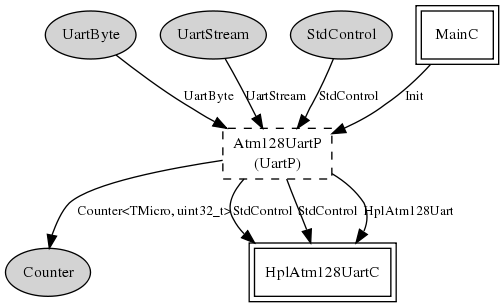 UartByte
UartStream
StdControl
MainC
UartByte
UartStream
StdControl
Init
Atm128UartP
(UartP)
Counter<TMicro, uint32_t>
StdControl
StdControl
HplAtm128Uart
Counter
HplAtm128UartC